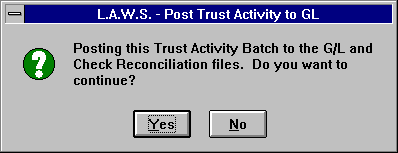 L.A.W.S. - Post Trust Activity to GL
Posting this Trust Activity Batch to the G/L and
Check Reconciliation files. Do you want to
continue?
Yes
No